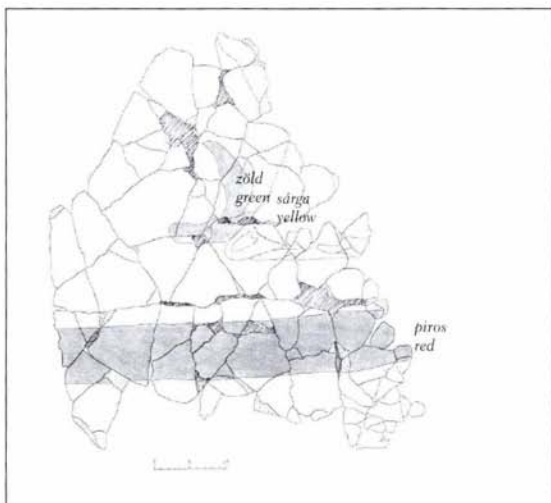 zöld
green sárga
yellow
piros
red